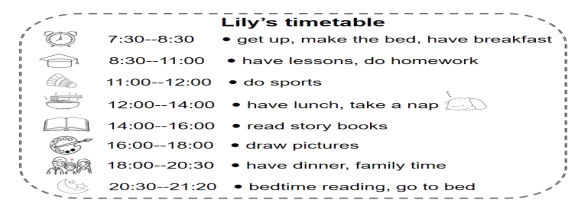 Lily's timetable
7:30--8:30 • get up, make the bed, have breakfast
8:30--11:00 • have lessons, do homework
11:00--12:00 • do sports
12:00--14:00 • have lunch, take a nap
14:00--16:00 • read story books
16:00--18:00 • draw pictures
18:00--20:30 • have dinner, family time
20:30--21:20 • bedtime reading, go to bed